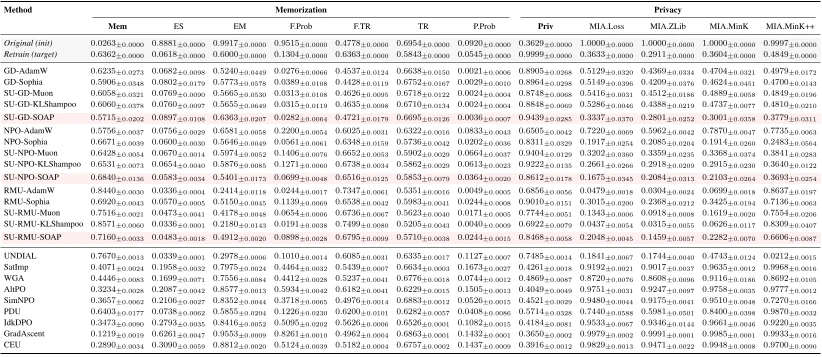 Method Memorization Privacy
Mem ES EM F.Prob F.TR TR P.Prob Priv MIA.Loss MIA.ZLib MIA.MinK MIA.MinK++
Original (init) 0.0263±0.0000 0.8881±0.0000 0.9917±0.0000 0.9515±0.0000 0.4778±0.0000 0.6954±0.0000 0.0920±0.0000 0.3629±0.0000 1.0000±0.0000 1.0000±0.0000 1.0000±0.0000 0.9997±0.0000
Retrain (target) 0.6362±0.0000 0.0618±0.0000 0.6000±0.0000 0.1304±0.0000 0.6363±0.0000 0.5843±0.0000 0.0545±0.0000 0.9999±0.0000 0.3633±0.0000 0.2911±0.0000 0.3604±0.0000 0.4849±0.0000
GD-AdamW 0.6235±0.0273 0.0682±0.0098 0.5240±0.0449 0.0276±0.0066 0.4537±0.0124 0.6638±0.0150 0.0021±0.0006 0.8905±0.0268 0.5129±0.0320 0.4369±0.0334 0.4704±0.0321 0.4979±0.0172
GD-Sophia 0.5906±0.0348 0.0802±0.0179 0.5773±0.0578 0.0389±0.0108 0.4428±0.0119 0.6752±0.0167 0.0029±0.0010 0.8964±0.0298 0.5149±0.0396 0.4209±0.0376 0.4624±0.0451 0.4700±0.0347
SU-GD-Muon 0.6058±0.0321 0.0769±0.0090 0.5665±0.0530 0.0313±0.0108 0.4626±0.0095 0.6718±0.0122 0.0024±0.0004 0.8748±0.0068 0.5416±0.0031 0.4512±0.0186 0.4889±0.0058 0.4849±0.0196
SU-GD-KLShampoo 0.6060±0.0378 0.0760±0.0097 0.5655±0.0649 0.0315±0.0119 0.4635±0.0098 0.6710±0.0134 0.0024±0.0004 0.8848±0.0069 0.5286±0.0046 0.4388±0.0219 0.4737±0.0077 0.4810±0.0210
SU-GD-SOAP 0.5715±0.0202 0.0897±0.0108 0.6363±0.0207 0.0282±0.0064 0.4721±0.0179 0.6695±0.0126 0.0036±0.0007 0.9439±0.0285 0.3337±0.0370 0.2801±0.0252 0.3001±0.0358 0.3779±0.0311
NPO-AdamW 0.5756±0.0037 0.0756±0.0029 0.6581±0.0058 0.2200±0.0054 0.6025±0.0031 0.6322±0.0016 0.0833±0.0043 0.6505±0.0042 0.7220±0.0069 0.5962±0.0042 0.7870±0.0047 0.7735±0.0063
NPO-Sophia 0.6671±0.0039 0.0600±0.0030 0.5646±0.0049 0.0561±0.0044 0.6348±0.0159 0.5736±0.0042 0.0202±0.0036 0.8311±0.0329 0.1917±0.0254 0.2085±0.0204 0.1914±0.0260 0.2483±0.0564
SU-NPO-Muon 0.6428±0.0054 0.0674±0.0014 0.5974±0.0052 0.1406±0.0076 0.6652±0.0053 0.5902±0.0029 0.0664±0.0037 0.9404±0.0129 0.3202±0.0360 0.3359±0.0235 0.3368±0.0374 0.3841±0.0283
SU-NPO-KLShampoo 0.6531±0.0073 0.0654±0.0040 0.5876±0.0085 0.1271±0.0060 0.6738±0.0034 0.5862±0.0029 0.0613±0.0023 0.9222±0.0135 0.2661±0.0266 0.2918±0.0209 0.2915±0.0230 0.3640±0.0122
SU-NPO-SOAP 0.6840±0.0136 0.0583±0.0034 0.5401±0.0173 0.0699±0.0048 0.6516±0.0125 0.5853±0.0079 0.0364±0.0020 0.8612±0.0178 0.1675±0.0345 0.2084±0.0313 0.2103±0.0264 0.3693±0.0254
RMU-AdamW 0.8440±0.0030 0.0336±0.0004 0.2414±0.0118 0.0244±0.0017 0.7347±0.0061 0.5351±0.0016 0.0049±0.0005 0.6856±0.0056 0.0479±0.0018 0.0304±0.0024 0.0699±0.0018 0.8637±0.0197
RMU-Sophia 0.6920±0.0043 0.0570±0.0005 0.5150±0.0045 0.1139±0.0069 0.6538±0.0042 0.5983±0.0041 0.0244±0.0008 0.9010±0.0151 0.3015±0.0200 0.2368±0.0212 0.3425±0.0194 0.7136±0.0063
SU-RMU-Muon 0.7516±0.0021 0.0473±0.0041 0.4178±0.0048 0.0654±0.0006 0.6736±0.0067 0.5623±0.0040 0.0171±0.0005 0.7744±0.0051 0.1343±0.0006 0.0918±0.0008 0.1619±0.0020 0.7554±0.0206
SU-RMU-KLShampoo 0.8571±0.0060 0.0336±0.0001 0.2180±0.0143 0.0191±0.0038 0.7499±0.0080 0.5205±0.0043 0.0040±0.0009 0.6922±0.0079 0.0437±0.0054 0.0315±0.0055 0.0626±0.0117 0.8309±0.0407
SU-RMU-SOAP 0.7160±0.0033 0.0483±0.0018 0.4912±0.0020 0.0898±0.0028 0.6795±0.0099 0.5710±0.0038 0.0244±0.0015 0.8468±0.0058 0.2048±0.0045 0.1459±0.0057 0.2282±0.0070 0.6606±0.0087
UNDIAL 0.7670±0.0013 0.0339±0.0001 0.2978±0.0006 0.1010±0.0014 0.6085±0.0031 0.6335±0.0017 0.1127±0.0007 0.7485±0.0014 0.1841±0.0067 0.1744±0.0040 0.4743±0.0124 0.0212±0.0015
SatImp 0.4071±0.0024 0.1958±0.0032 0.7975±0.0024 0.4464±0.0032 0.5439±0.0007 0.6634±0.0003 0.1673±0.0027 0.4261±0.0018 0.9192±0.0021 0.9017±0.0037 0.9635±0.0012 0.9968±0.0016
WGA 0.4446±0.0083 0.1699±0.0071 0.7556±0.0084 0.4412±0.0028 0.5237±0.0041 0.6776±0.0018 0.0744±0.0012 0.4869±0.0087 0.8720±0.0079 0.8608±0.0096 0.9116±0.0086 0.8692±0.0105
AltPO 0.3234±0.0028 0.2087±0.0042 0.8577±0.0013 0.5934±0.0042 0.6182±0.0041 0.6229±0.0015 0.1505±0.0013 0.4049±0.0049 0.9751±0.0031 0.9247±0.0097 0.9758±0.0035 0.9777±0.0012
SimNPO 0.3657±0.0062 0.2106±0.0027 0.8352±0.0044 0.3718±0.0065 0.4976±0.0014 0.6883±0.0012 0.0526±0.0015 0.4521±0.0029 0.9480±0.0044 0.9175±0.0041 0.9510±0.0048 0.7270±0.0166
PDU 0.6403±0.0177 0.0738±0.0062 0.5855±0.0204 0.1226±0.0230 0.6200±0.0101 0.6282±0.0057 0.0408±0.0086 0.5714±0.0328 0.7440±0.0588 0.5981±0.0501 0.8400±0.0398 0.9870±0.0032
IdkDPO 0.3473±0.0090 0.2793±0.0035 0.8416±0.0052 0.5095±0.0202 0.5626±0.0006 0.6526±0.0001 0.1082±0.0015 0.4184±0.0081 0.9533±0.0067 0.9346±0.0144 0.9661±0.0046 0.9220±0.0035
GradAscent 0.1219±0.0019 0.6261±0.0047 0.9553±0.0009 0.8261±0.0010 0.4962±0.0004 0.6863±0.0001 0.1432±0.0001 0.3650±0.0002 0.9979±0.0002 0.9991±0.0001 0.9985±0.0001 0.9933±0.0016
CEU 0.2890±0.0034 0.3090±0.0059 0.8812±0.0020 0.5124±0.0039 0.5182±0.0004 0.6757±0.0002 0.1437±0.0009 0.3916±0.0012 0.9829±0.0013 0.9471±0.0022 0.9948±0.0008 0.9700±0.0090